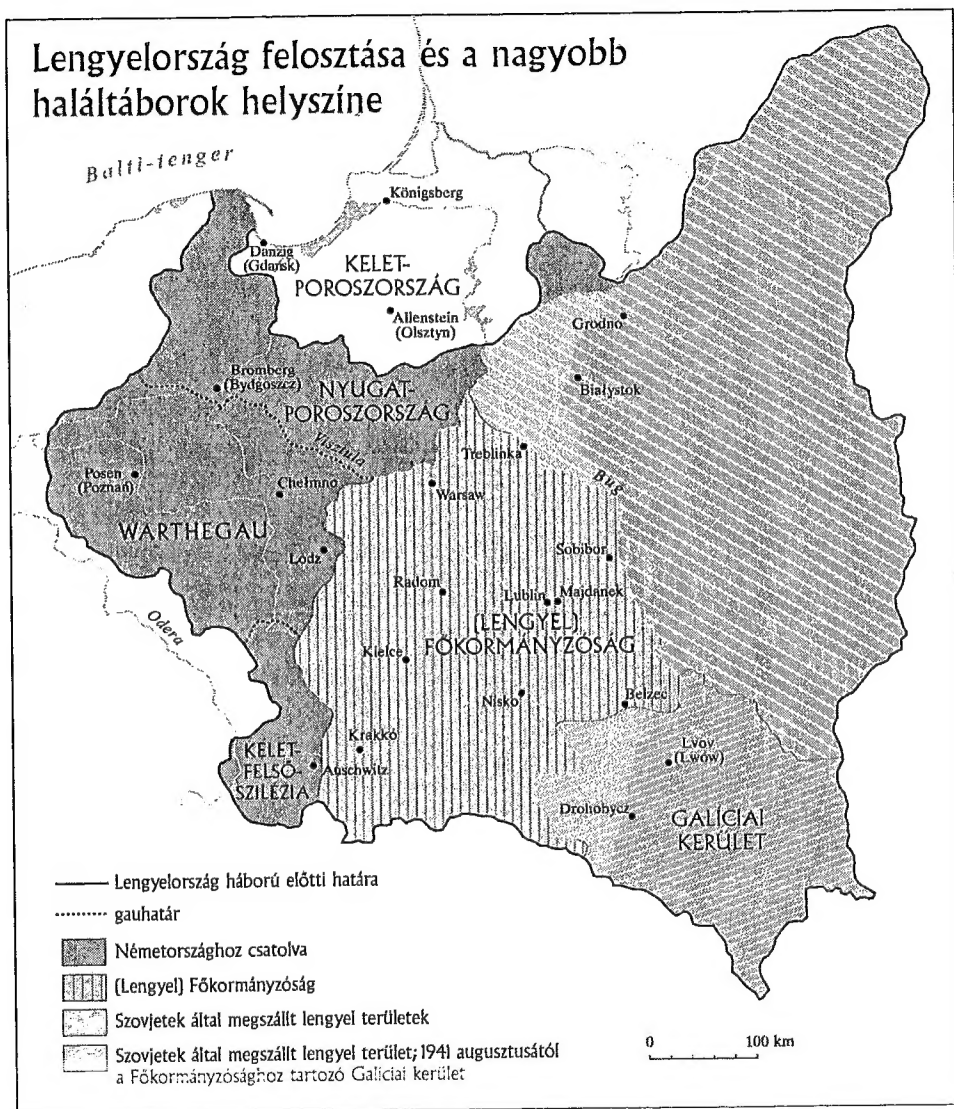 Lengyelország felosztása és a nagyobb
haláltáborok helyszíne
Balti-tenger
Königsberg
Danzig
(Gdańsk)
KELET-
POROSZORSZÁG
Allenstein
(Olsztyn)
Grodno
Białystok
Bromberg
(Bydgoszcz)
NYUGAT-
POROSZORSZÁG
Visztula
Treblinka
Bug
Posen
(Poznań)
Chełmno
Warsaw
WARTHEGAU
Łódz
Sobibor
Radom
Lublin
Majdanek
(LENGYEL)
FŐKORMÁNYZÓSÁG
Odera
Kielce
Nisko
Belzec
Krakkó
Lvov
(Lwów)
KELET-
FELSŐ-
SZILÉZIA
Auschwitz
Drohobycz
GALÍCIAI
KERÜLET
Lengyelország háború előtti határa
gauhatár
Németországhoz csatolva
(Lengyel) Főkormányzóság
Szovjetek által megszállt lengyel területek
Szovjetek által megszállt lengyel terület; 1941 augusztusától
a Főkormányzósághoz tartozó Galíciai kerület
0 100 km